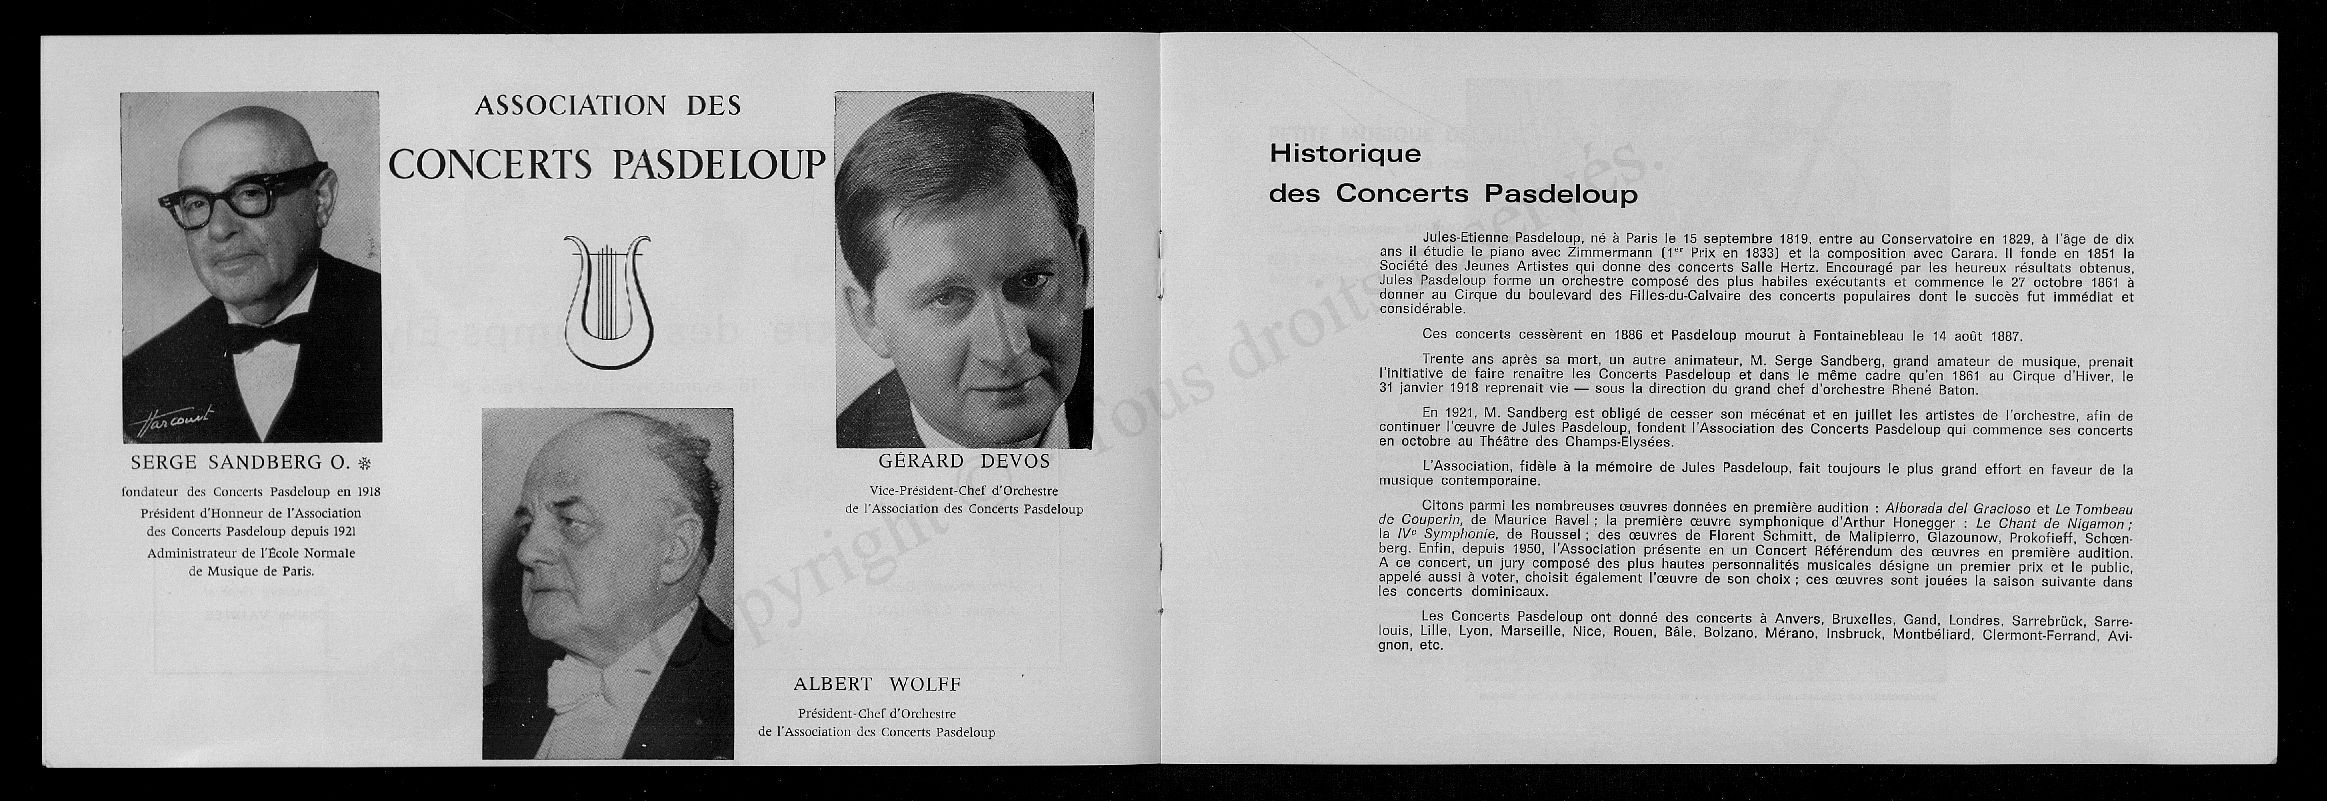 ASSOCIATION DES
CONCERTS PASDELOUP
Harcourt
SERGE SANDBERG O. ❊
fondateur des Concerts Pasdeloup en 1918
Président d'Honneur de l'Association
des Concerts Pasdeloup depuis 1921
Administrateur de l'École Normale
de Musique de Paris.
GÉRARD DEVOS
Vice-Président-Chef d'Orchestre
de l'Association des Concerts Pasdeloup
ALBERT WOLFF
Président-Chef d'Orchestre
de l'Association des Concerts Pasdeloup
Historique
des Concerts Pasdeloup
Jules-Etienne Pasdeloup, né à Paris le 15 septembre 1819, entre au Conservatoire en 1829, à l'âge de dix
ans il étudie le piano avec Zimmermann (1er Prix en 1833) et la composition avec Carara. Il fonde en 1851 la
Société des Jeunes Artistes qui donne des concerts Salle Hertz. Encouragé par les heureux résultats obtenus,
Jules Pasdeloup forme un orchestre composé des plus habiles exécutants et commence le 27 octobre 1861 à
donner au Cirque du boulevard des Filles-du-Calvaire des concerts populaires dont le succès fut immédiat et
considérable.
Ces concerts cessèrent en 1886 et Pasdeloup mourut à Fontainebleau le 14 août 1887.
Trente ans après sa mort, un autre animateur, M. Serge Sandberg, grand amateur de musique, prenait
l'initiative de faire renaître les Concerts Pasdeloup et dans le même cadre qu'en 1861 au Cirque d'Hiver, le
31 janvier 1918 reprenait vie — sous la direction du grand chef d'orchestre Rhené Baton.
En 1921, M. Sandberg est obligé de cesser son mécénat et en juillet les artistes de l'orchestre, afin de
continuer l'œuvre de Jules Pasdeloup, fondent l'Association des Concerts Pasdeloup qui commence ses concerts
en octobre au Théâtre des Champs-Elysées.
L'Association, fidèle à la mémoire de Jules Pasdeloup, fait toujours le plus grand effort en faveur de la
musique contemporaine.
Citons parmi les nombreuses œuvres données en première audition : Alborada del Gracioso et Le Tombeau
de Couperin, de Maurice Ravel ; la première œuvre symphonique d'Arthur Honegger : Le Chant de Nigamon ;
la IVe Symphonie, de Roussel ; des œuvres de Florent Schmitt, de Malipierro, Glazounow, Prokofieff, Schœn-
berg. Enfin, depuis 1950, l'Association présente en un Concert Référendum des œuvres en première audition.
A ce concert, un jury composé des plus hautes personnalités musicales désigne un premier prix et le public,
appelé aussi à voter, choisit également l'œuvre de son choix ; ces œuvres sont jouées la saison suivante dans
les concerts dominicaux.
Les Concerts Pasdeloup ont donné des concerts à Anvers, Bruxelles, Gand, Londres, Sarrebrück, Sarre-
louis, Lille, Lyon, Marseille, Nice, Rouen, Bâle, Bolzano, Mérano, Insbruck, Montbéliard, Clermont-Ferrand, Avi-
gnon, etc.
Copyright Tous droits réservés.